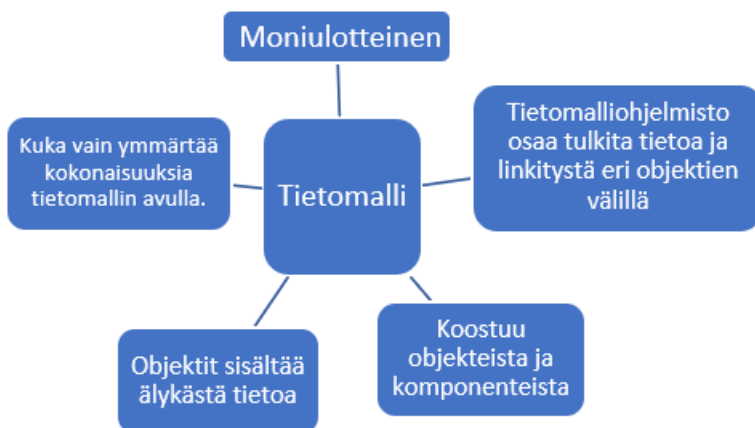 Moniulotteinen
Kuka vain ymmärtää
kokonaisuuksia
tietomallin avulla.
Tietomalli
Tietomalliohjelmisto
osaa tulkita tietoa ja
linkitystä eri objektien
välillä
Objektit sisältää
älykästä tietoa
Koostuu
objekteista ja
komponenteista